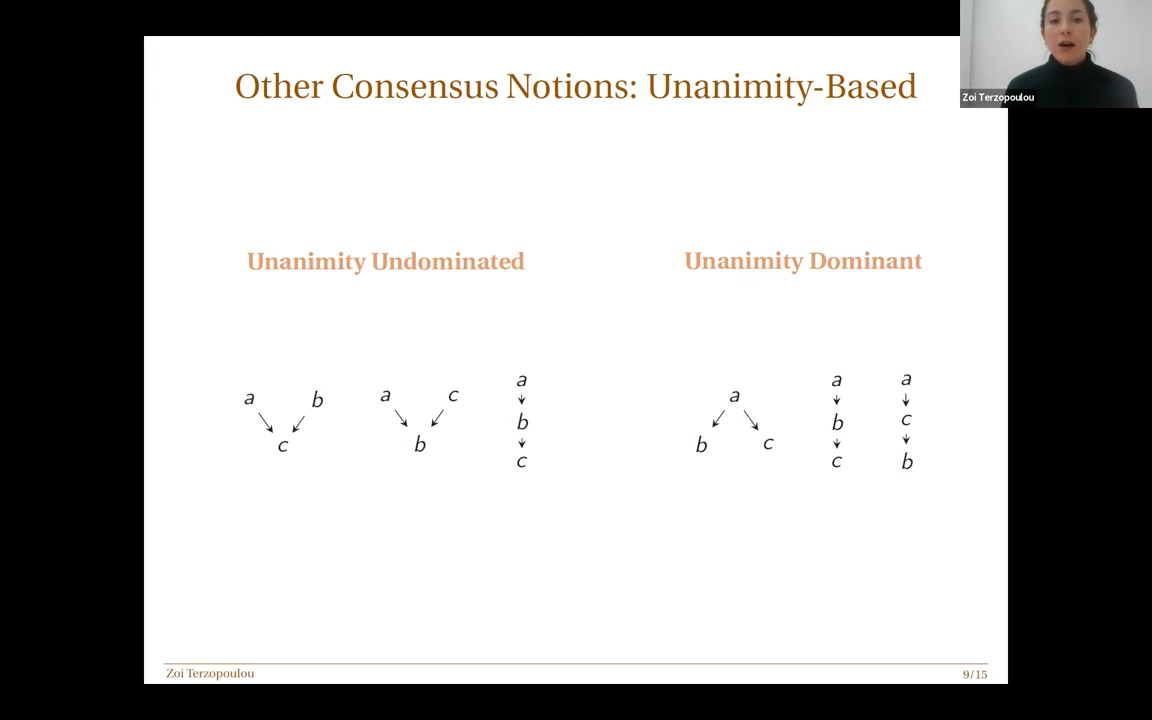 Other Consensus Notions: Unanimity-Based
Zoi Terzopoulou
Unanimity Undominated
Unanimity Dominant
a b
c
a c
b
a
b
c
a
b c
a
b
c
a
c
b
Zoi Terzopoulou
9/15